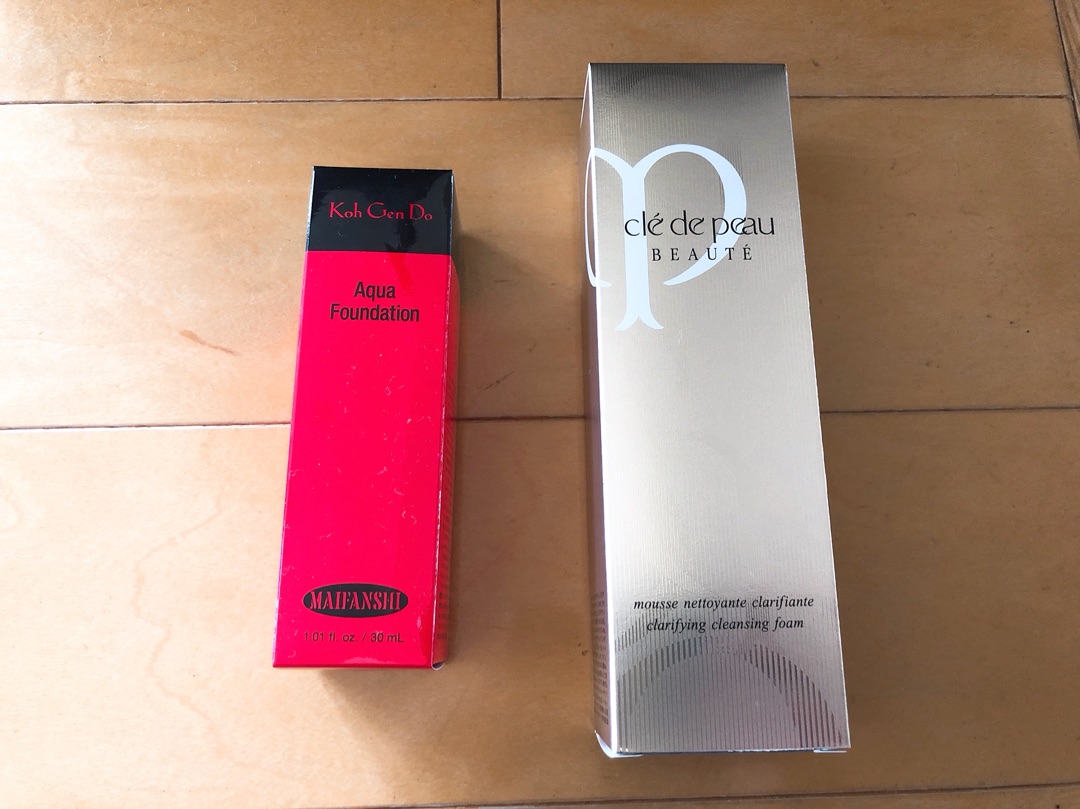 Koh Gen Do
Aqua
Foundation
MAIFANSHI
1.01 fl. oz. / 30 mL
clé de peau
BEAUTÉ
mousse nettoyante clarifiante
clarifying cleansing foam